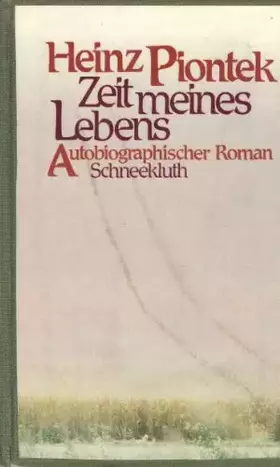 Heinz Piontek
Zeit meines
Lebens
Autobiographischer Roman
Schneekluth